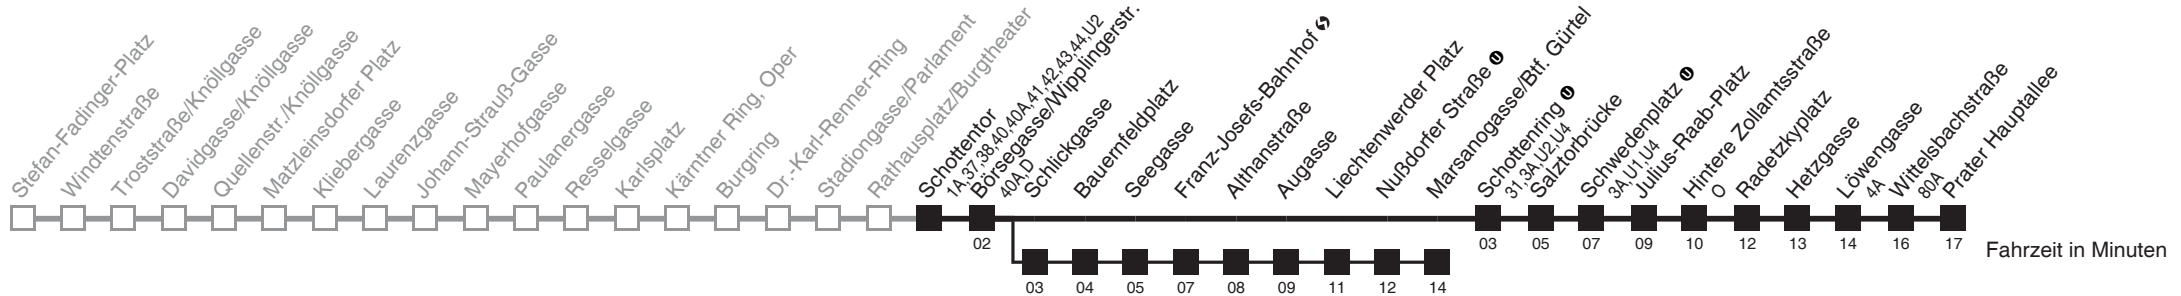 Stefan-Fadinger-Platz
Windtenstraße
Troststraße/Knöllgasse
Davidgasse/Knöllgasse
Quellenstr./Knöllgasse
Matzleinsdorfer Platz
Kliebergasse
Laurenzgasse
Johann-Strauß-Gasse
Mayerhofgasse
Paulanergasse
Resselgasse
Karlsplatz
Kärntner Ring, Oper
Burgring
Dr.-Karl-Renner-Ring
Stadiongasse/Parlament
Rathausplatz/Burgtheater
Schottentor
1A,37,38,40,40A,41,42,43,44,U2
Börsegasse/Wipplingerstr.
40A,D
Schlickgasse
Bauernfeldplatz
Seegasse
Franz-Josefs-Bahnhof S
Althanstraße
Augasse
Liechtenwerder Platz
Nußdorfer Straße U
Marsanogasse/Btf. Gürtel
Schottenring U
31,3A,U2,U4
Salztorbrücke
Schwedenplatz U
3A,U1,U4
Julius-Raab-Platz
Hintere Zollamtsstraße
O
Radetzkyplatz
Hetzgasse
Löwengasse
4A
Wittelsbachstraße
80A
Prater Hauptallee
02 03 05 07 09 10 12 13 14 16 17
Fahrzeit in Minuten
03 04 05 07 08 09 11 12 14